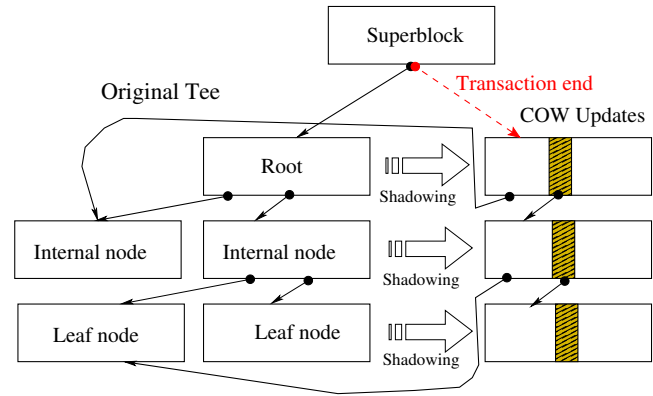 Superblock
Transaction end
Original Tee
COW Updates
Root
Shadowing
Internal node
Internal node
Shadowing
Leaf node
Leaf node
Shadowing